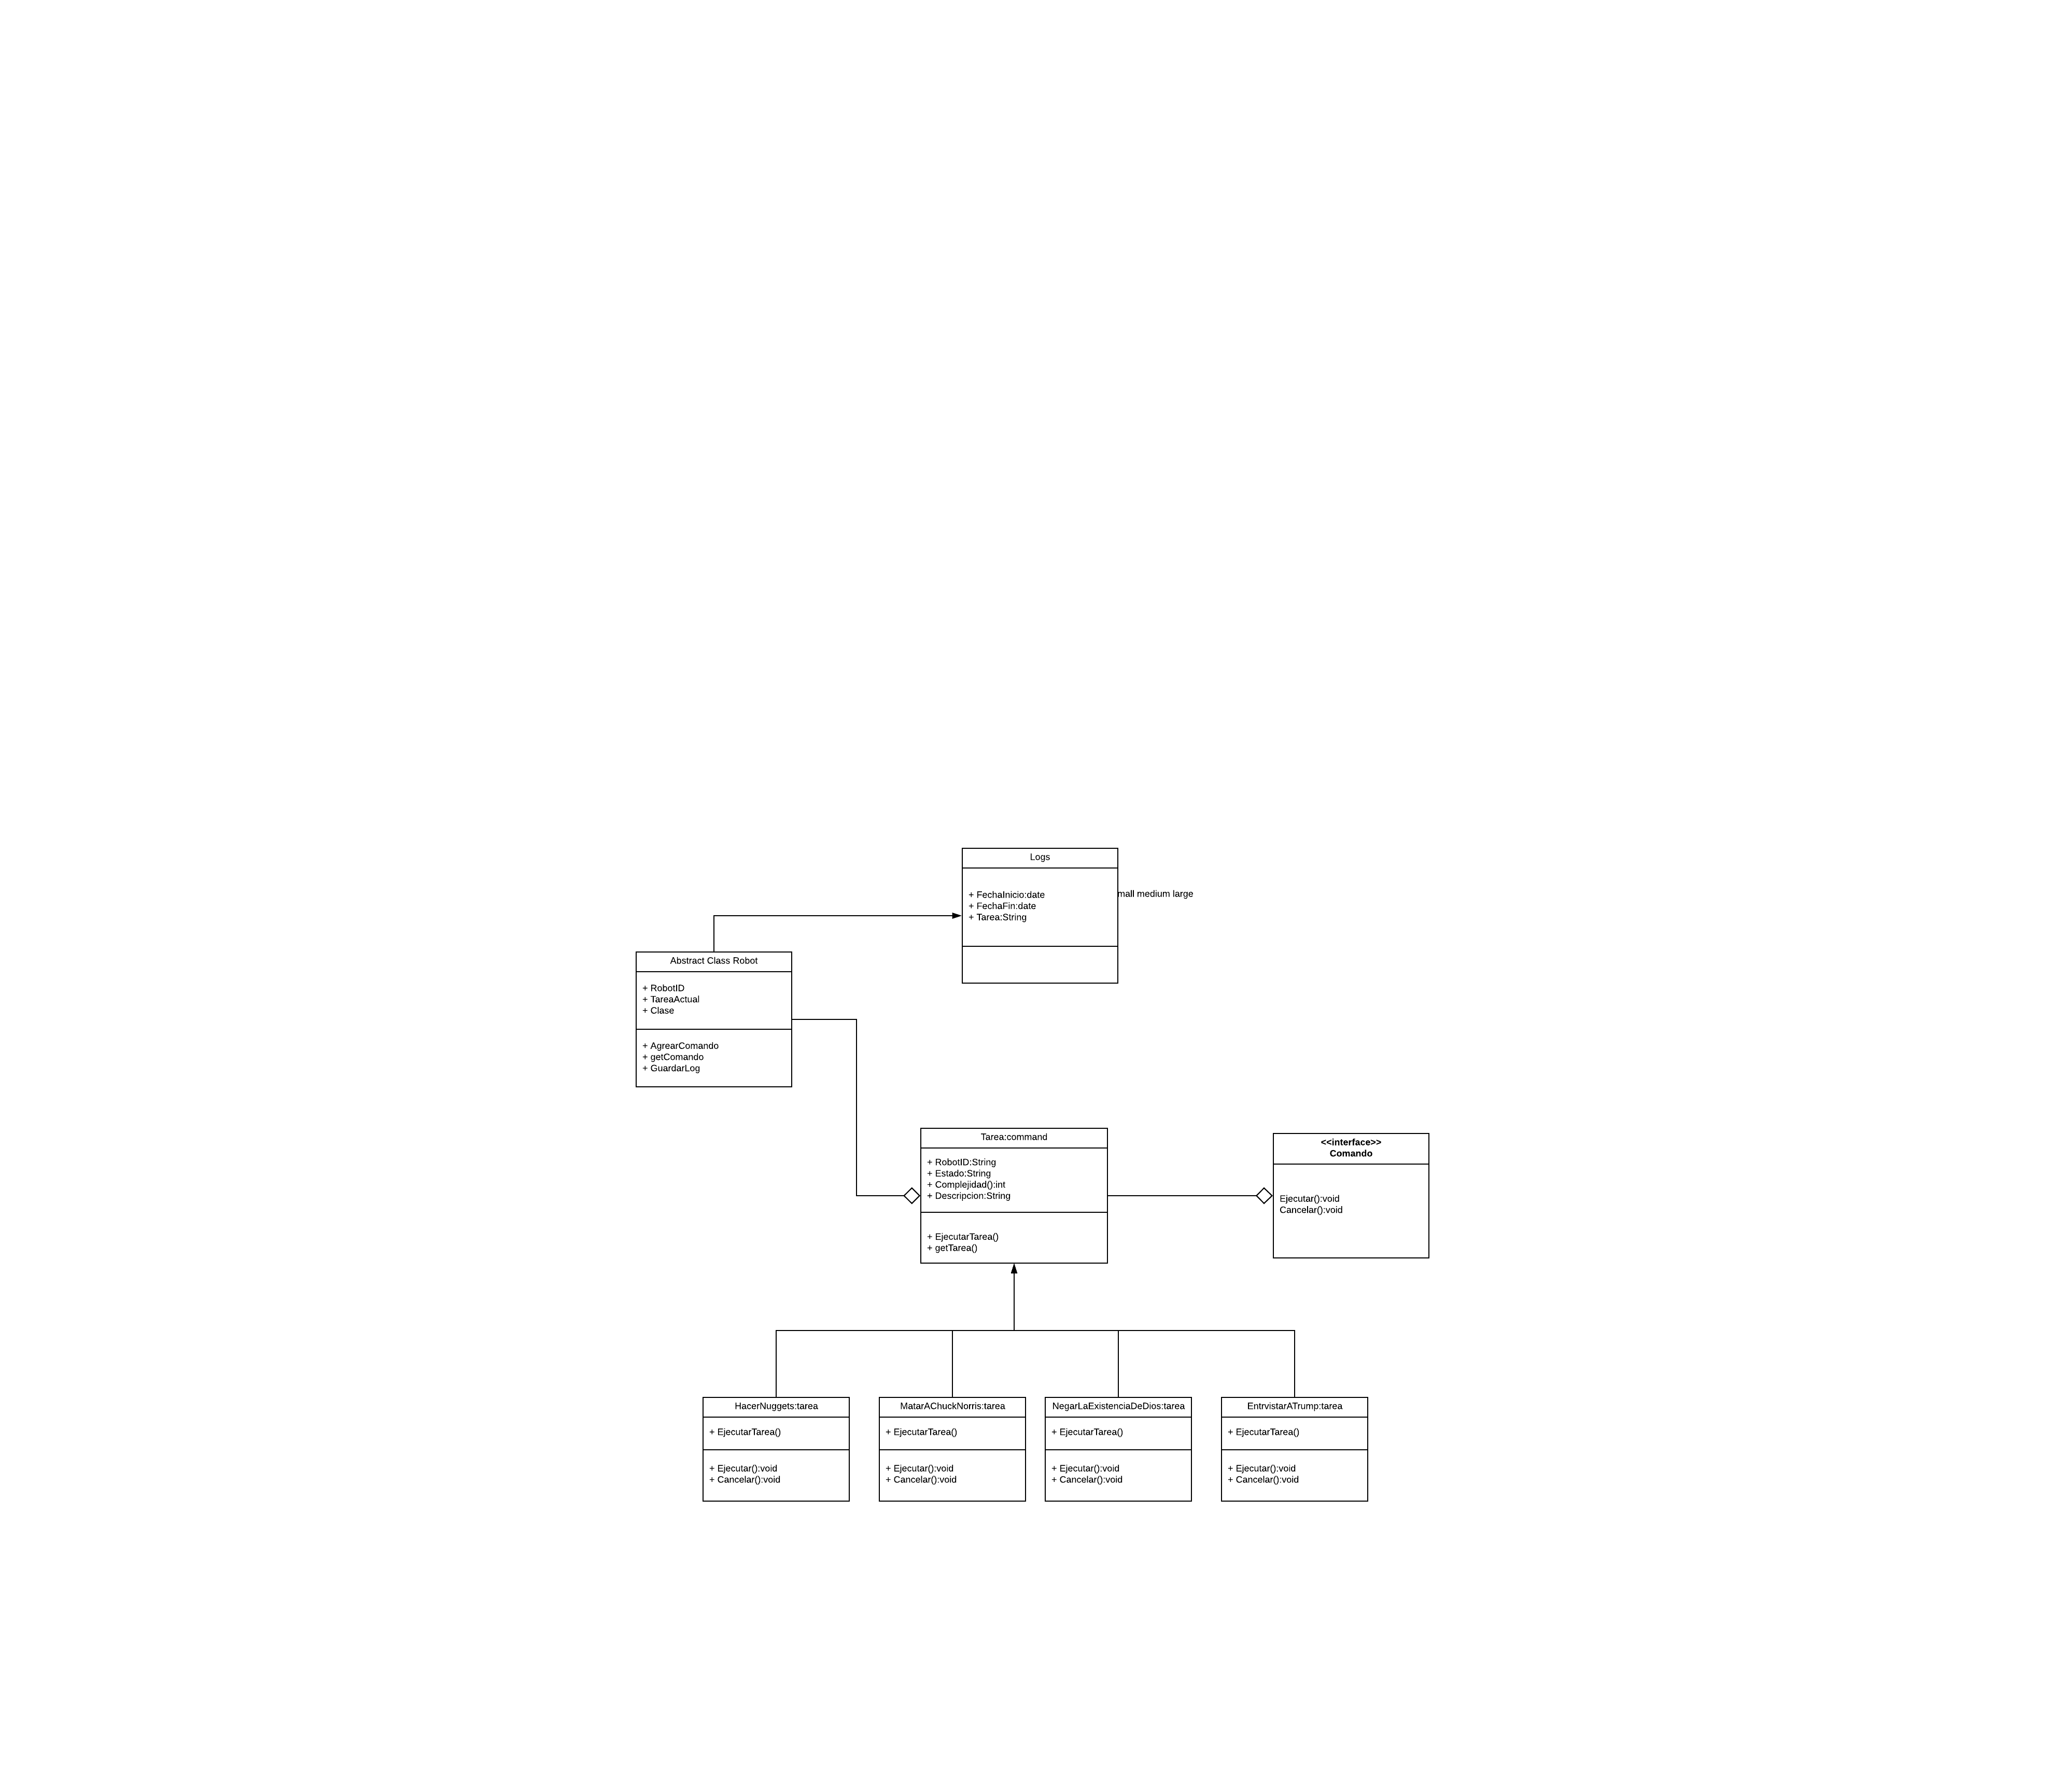 Logs
+ FechaInicio:date
+ FechaFin:date
+ Tarea:String
mall medium large
Abstract Class Robot
+ RobotID
+ TareaActual
+ Clase
+ AgrearComando
+ getComando
+ GuardarLog
Tarea:command
+ RobotID:String
+ Estado:String
+ Complejidad():int
+ Descripcion:String
+ EjecutarTarea()
+ getTarea()
<<interface>>
Comando
Ejecutar():void
Cancelar():void
HacerNuggets:tarea
+ EjecutarTarea()
+ Ejecutar():void
+ Cancelar():void
MatarAChuckNorris:tarea
+ EjecutarTarea()
+ Ejecutar():void
+ Cancelar():void
NegarLaExistenciaDeDios:tarea
+ EjecutarTarea()
+ Ejecutar():void
+ Cancelar():void
EntrvistarATrump:tarea
+ EjecutarTarea()
+ Ejecutar():void
+ Cancelar():void